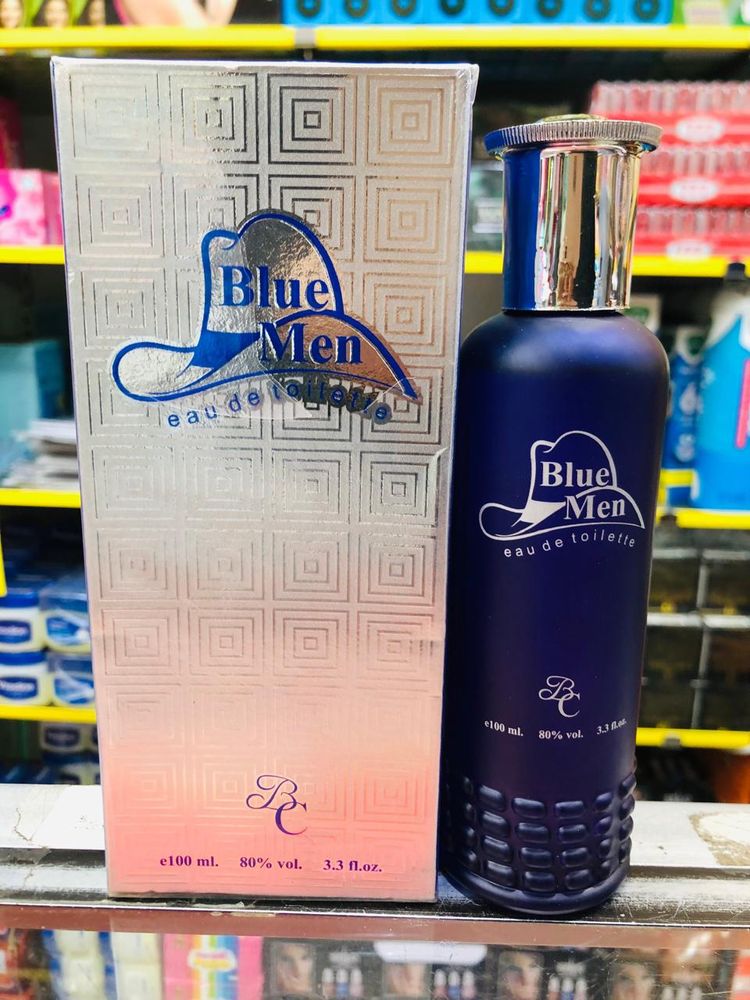 Blue
Men
eau de toilette
BC
e100 ml. 80% vol. 3.3 fl.oz.
Blue
Men
eau de toilette
BC
e100 ml. 80% vol. 3.3 fl.oz.